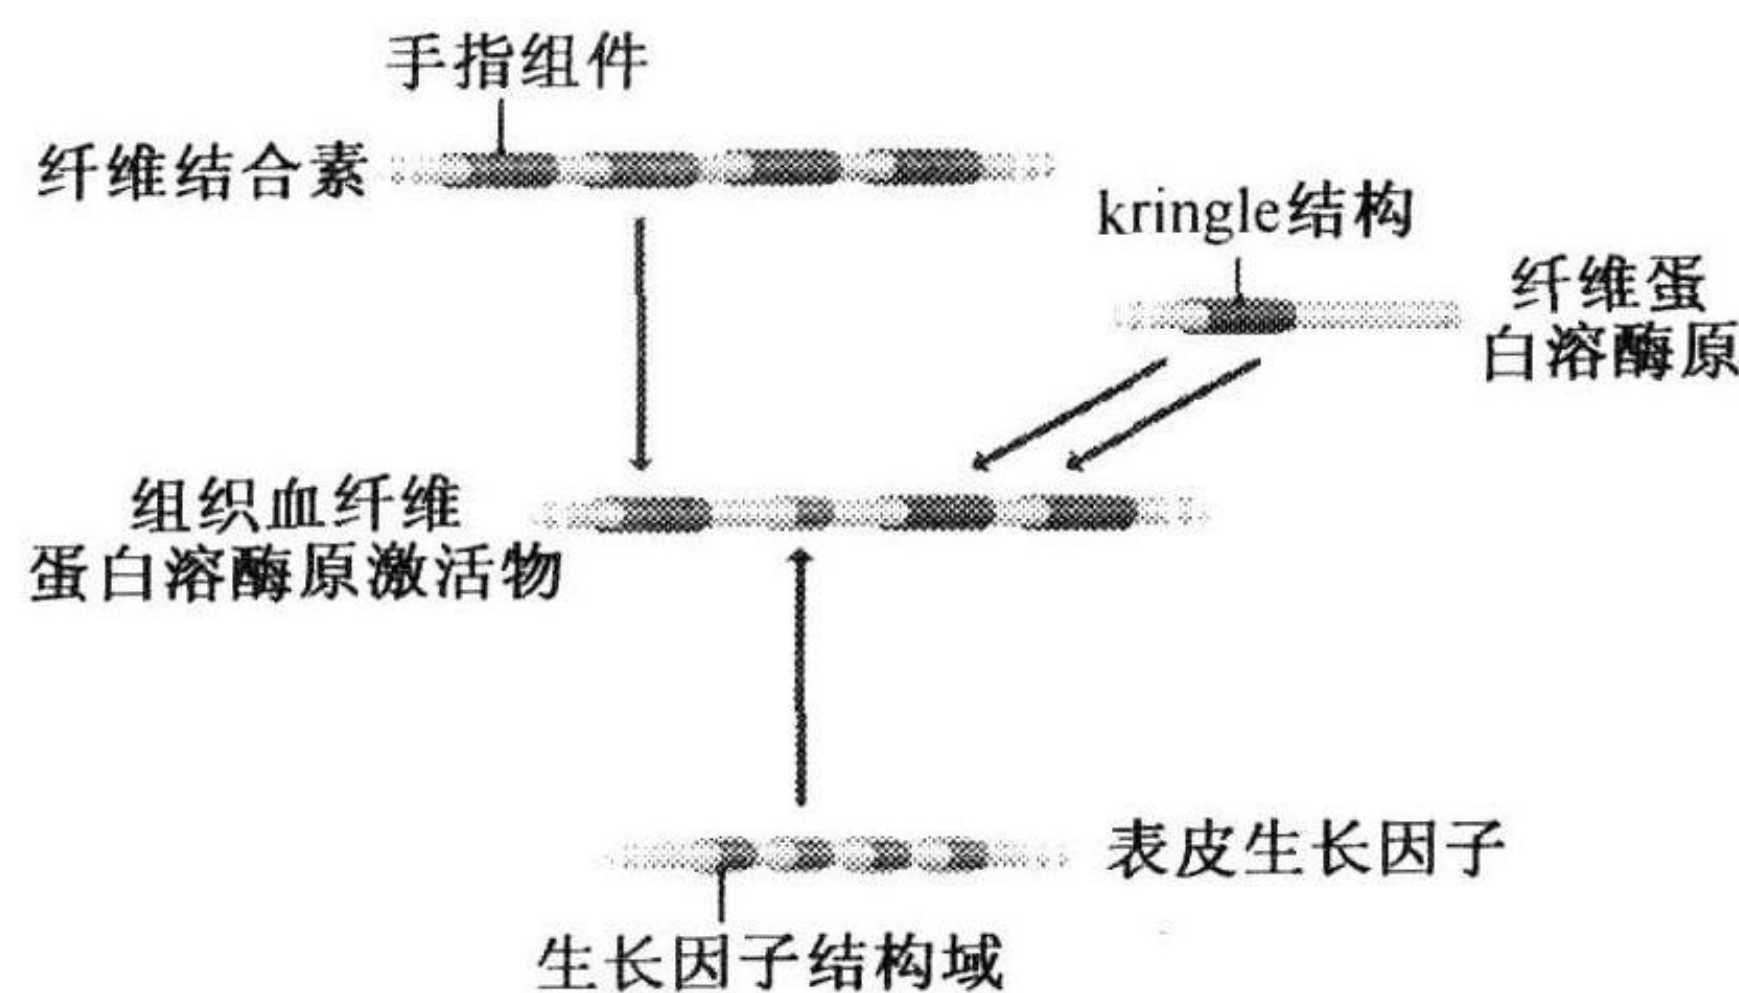 手指组件
纤维结合素
kringle结构
纤维蛋
白溶酶原
组织血纤维
蛋白溶酶原激活物
表皮生长因子
生长因子结构域